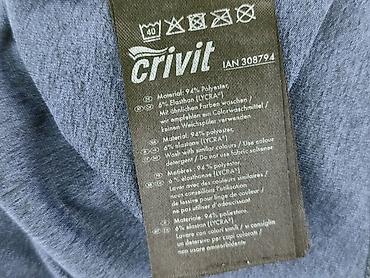 40
crivit IAN 308794
Material: 94% Polyester,
6% Elasthan (LYCRA®)
Mit ähnlichen Farben waschen /
wir empfehlen ein Colorwaschmittel /
keinen Weichspüler verwenden
Material: 94% polyester,
6% elastane (LYCRA®)
Wash with similar colours / Use colour
detergent / Do not use fabric softener
Matières : 94% polyester,
6% élasthanne (LYCRA®)
Laver avec des couleurs similaires /
nous conseillons l'utilisation
de lessive pour linge de couleur /
ne pas utiliser d'adoucissant
Materiale: 94% poliestere,
6% elastan (LYCRA®)
Lavare con colori simili / si consiglia
un detersivo per capi colorati /
non usare ammorbidente